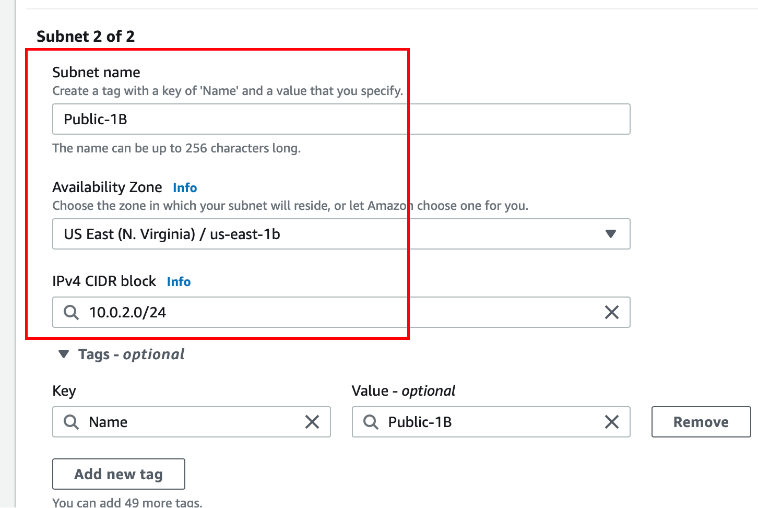 Subnet 2 of 2
Subnet name
Create a tag with a key of 'Name' and a value that you specify.
Public-1B
The name can be up to 256 characters long.
Availability Zone Info
Choose the zone in which your subnet will reside, or let Amazon choose one for you.
US East (N. Virginia) / us-east-1b
IPv4 CIDR block Info
10.0.2.0/24
Tags - optional
Key Value - optional
Name Public-1B Remove
Add new tag
You can add 49 more tags.